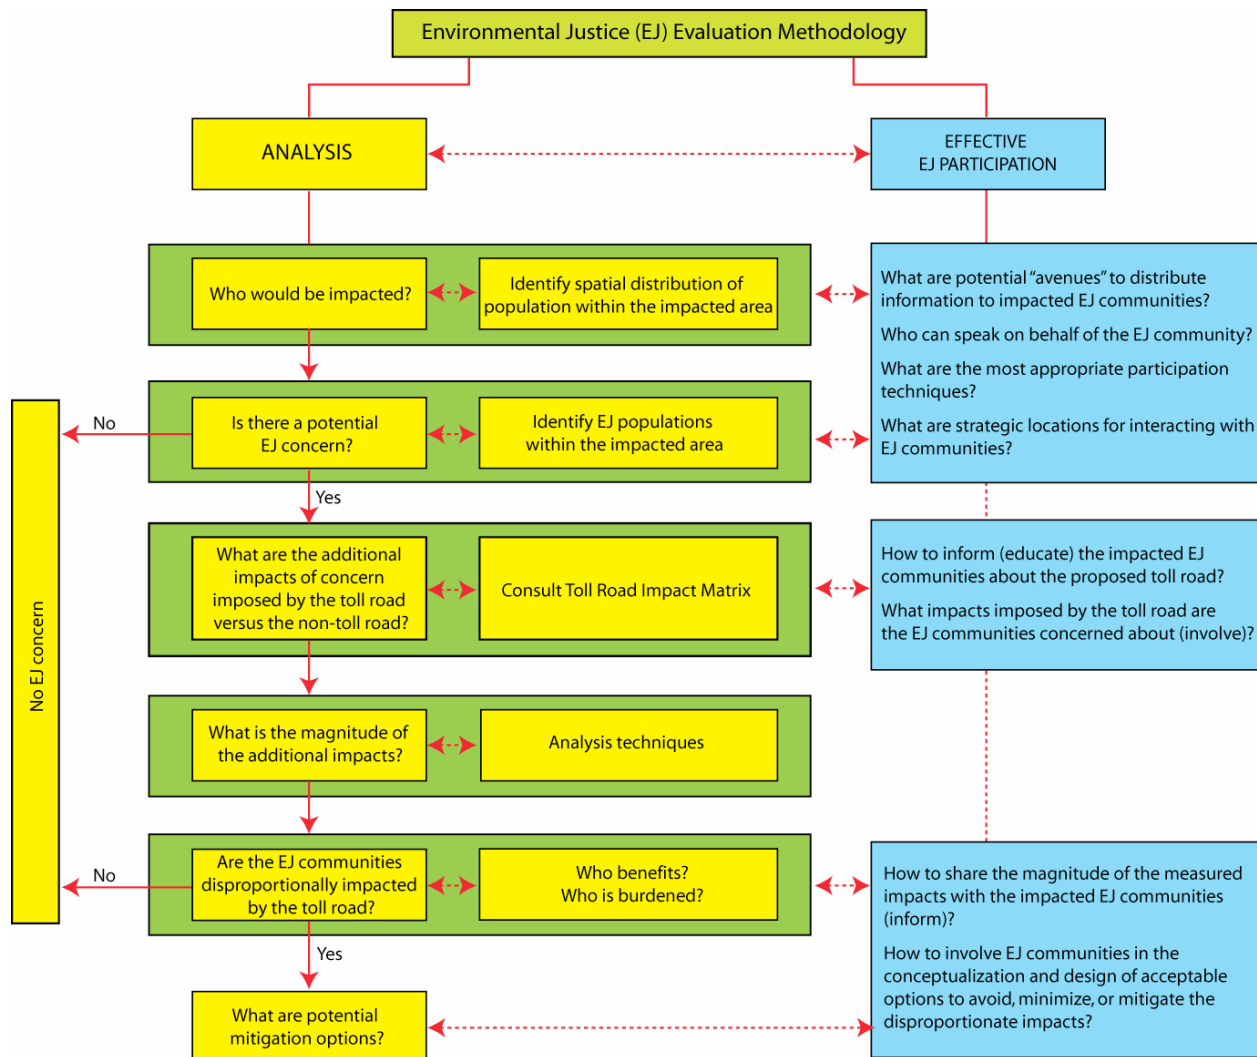 Environmental Justice (EJ) Evaluation Methodology
ANALYSIS
EFFECTIVE
EJ PARTICIPATION
Who would be impacted?
Identify spatial distribution of
population within the impacted area
What are potential “avenues” to distribute
information to impacted EJ communities?
Who can speak on behalf of the EJ community?
What are the most appropriate participation
techniques?
What are strategic locations for interacting with
EJ communities?
No
Is there a potential
EJ concern?
Identify EJ populations
within the impacted area
Yes
What are the additional
impacts of concern
imposed by the toll road
versus the non-toll road?
Consult Toll Road Impact Matrix
How to inform (educate) the impacted EJ
communities about the proposed toll road?
What impacts imposed by the toll road are
the EJ communities concerned about (involve)?
No EJ concern
What is the magnitude of
the additional impacts?
Analysis techniques
No
Are the EJ communities
disproportionally impacted
by the toll road?
Who benefits?
Who is burdened?
How to share the magnitude of the measured
impacts with the impacted EJ communities
(inform)?
How to involve EJ communities in the
conceptualization and design of acceptable
options to avoid, minimize, or mitigate the
disproportionate impacts?
Yes
What are potential
mitigation options?